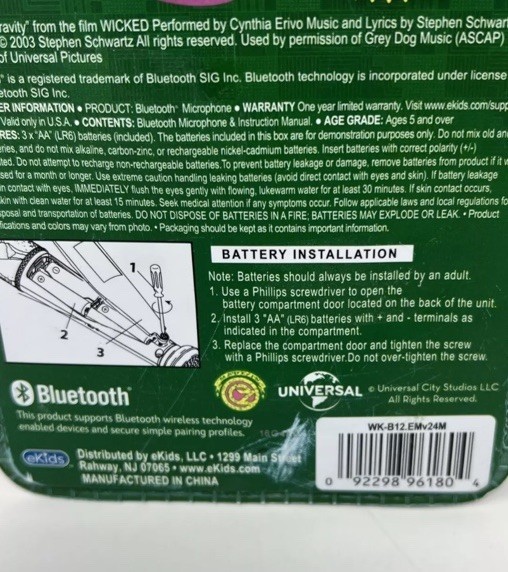 ravity" from the film WICKED Performed by Cynthia Erivo Music and Lyrics by Stephen Schwar
© 2003 Stephen Schwartz All rights reserved. Used by permission of Grey Dog Music (ASCAP)
of Universal Pictures
" is a registered trademark of Bluetooth SIG Inc. Bluetooth technology is incorporated under license
etooth SIG Inc.
ER INFORMATION • PRODUCT: Bluetooth® Microphone • WARRANTY One year limited warranty. Visit www.ekids.com/supp
Valid only in U.S.A. • CONTENTS: Bluetooth Microphone & Instruction Manual. • AGE GRADE: Ages 5 and over
RES: 3 x "AA" (LR6) batteries (included). The batteries included in this box are for demonstration purposes only. Do not mix old an
ries, and do not mix alkaline, carbon-zinc, or rechargeable nickel-cadmium batteries. Insert batteries with correct polarity (+/-)
ted. Do not attempt to recharge non-rechargeable batteries. To prevent battery leakage or damage, remove batteries from product if it w
sed for a month or longer. Use extreme caution handling leaking batteries (avoid direct contact with eyes and skin). If battery leakage
n contact with eyes, IMMEDIATELY flush the eyes gently with flowing, lukewarm water for at least 30 minutes. If skin contact occurs,
kin with clean water for at least 15 minutes. Seek medical attention if any symptoms occur. Follow applicable laws and local regulations fo
sposal and transportation of batteries. DO NOT DISPOSE OF BATTERIES IN A FIRE; BATTERIES MAY EXPLODE OR LEAK. • Product
fications and colors may vary from photo. • Packaging should be kept as it contains important information.
1
2
3
BATTERY INSTALLATION
Note: Batteries should always be installed by an adult.
1. Use a Phillips screwdriver to open the
battery compartment door located on the back of the unit.
2. Install 3 "AA" (LR6) batteries with + and - terminals as
indicated in the compartment.
3. Replace the compartment door and tighten the screw
with a Phillips screwdriver. Do not over-tighten the screw.
Bluetooth®
This product supports Bluetooth wireless technology
enabled devices and secure simple pairing profiles.
UNIVERSAL
© Universal City Studios LLC
All Rights Reserved.
eKids
Distributed by eKids, LLC • 1299 Main Street
Rahway, NJ 07065 • www.eKids.com
MANUFACTURED IN CHINA
WK-B12.EMv24M
0 92298 96180 4